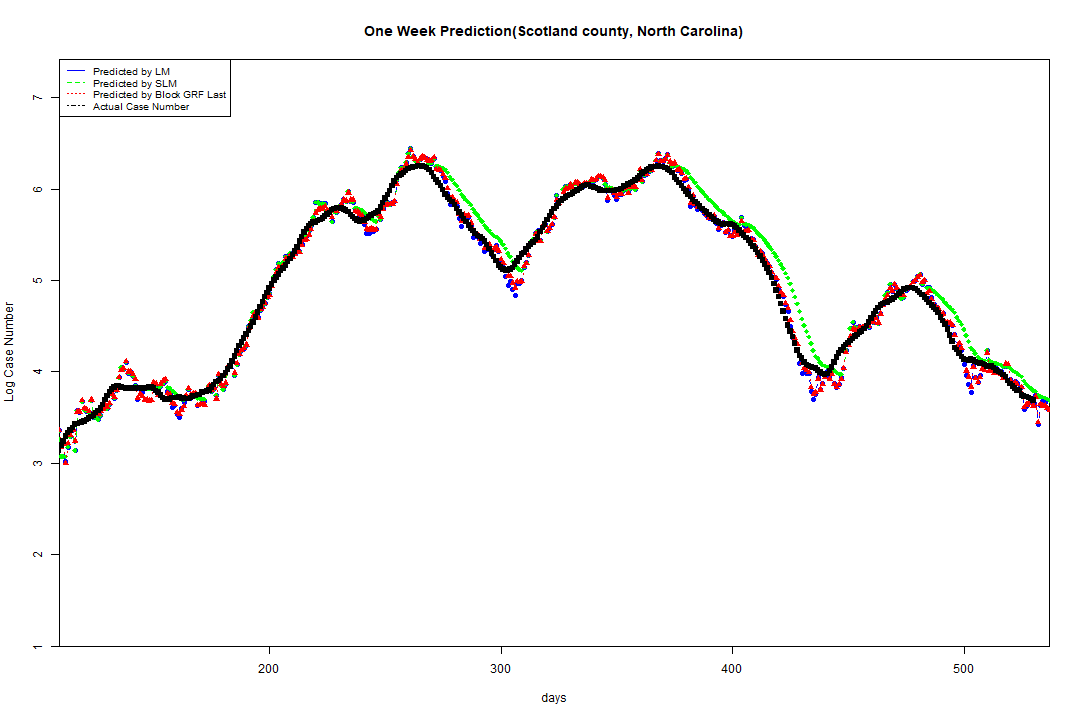 One Week Prediction(Scotland county, North Carolina)
Predicted by LM
Predicted by SLM
Predicted by Block GRF Last
Actual Case Number
7
6
5
4
3
2
1
Log Case Number
200 300 400 500
days